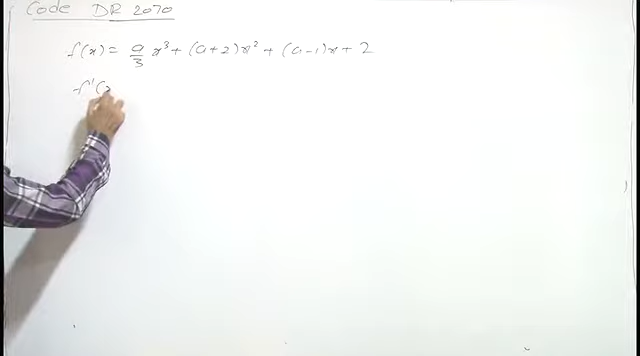 Code DR 2070
f(x) = a/3 x³ + (a+2)x² + (a-1)x + 2
f'(x